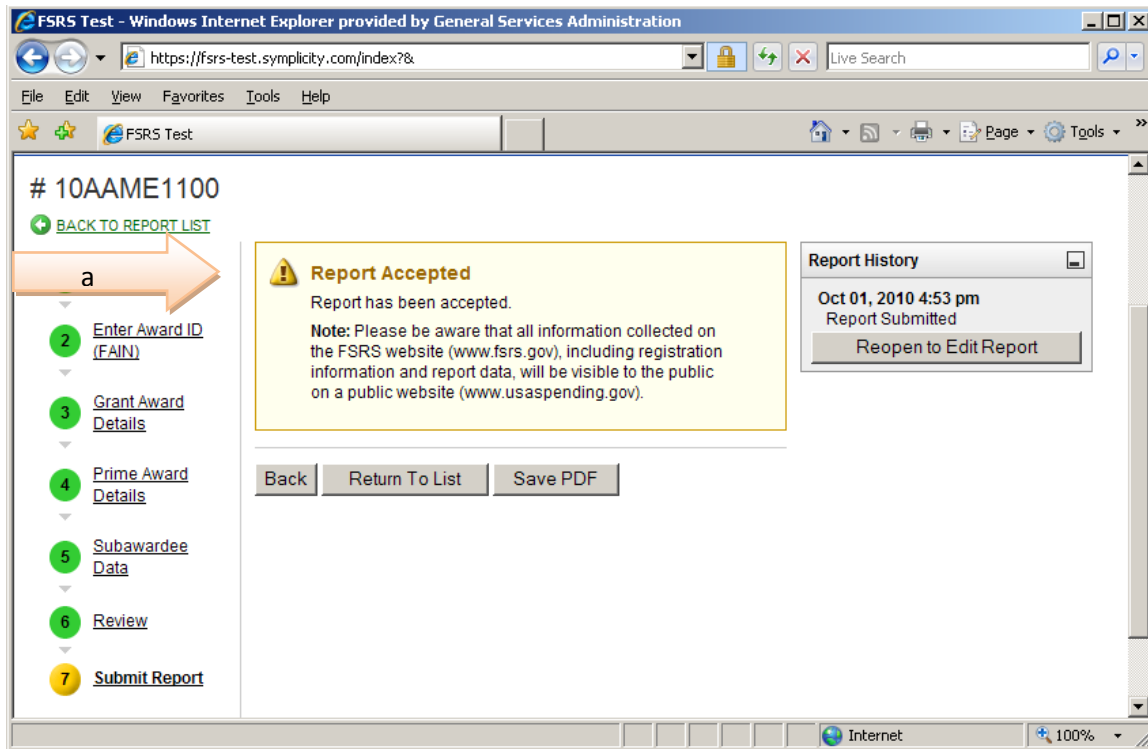 FSRS Test - Windows Internet Explorer provided by General Services Administration
https://fsrs-test.symplicity.com/index?&
Live Search
File Edit View Favorites Tools Help
FSRS Test
Page Tools »
# 10AAME1100
BACK TO REPORT LIST
a
2 Enter Award ID
(FAIN)
3 Grant Award
Details
4 Prime Award
Details
5 Subawardee
Data
6 Review
7 Submit Report
Report Accepted
Report has been accepted.
Note: Please be aware that all information collected on
the FSRS website (www.fsrs.gov), including registration
information and report data, will be visible to the public
on a public website (www.usaspending.gov).
Back Return To List Save PDF
Report History
Oct 01, 2010 4:53 pm
Report Submitted
Reopen to Edit Report
Internet 100%